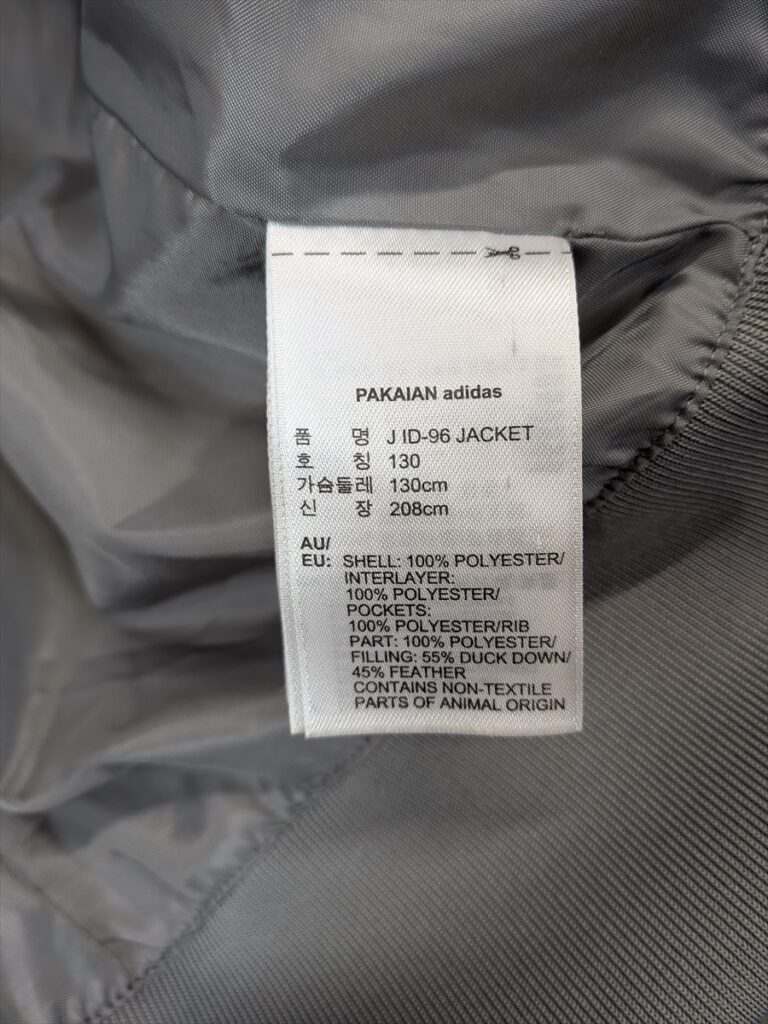 PAKAIAN adidas
품 명 J ID-96 JACKET
호 칭 130
가슴둘레 130cm
신 장 208cm
AU/
EU: SHELL: 100% POLYESTER/
INTERLAYER:
100% POLYESTER/
POCKETS:
100% POLYESTER/RIB
PART: 100% POLYESTER/
FILLING: 55% DUCK DOWN/
45% FEATHER
CONTAINS NON-TEXTILE
PARTS OF ANIMAL ORIGIN